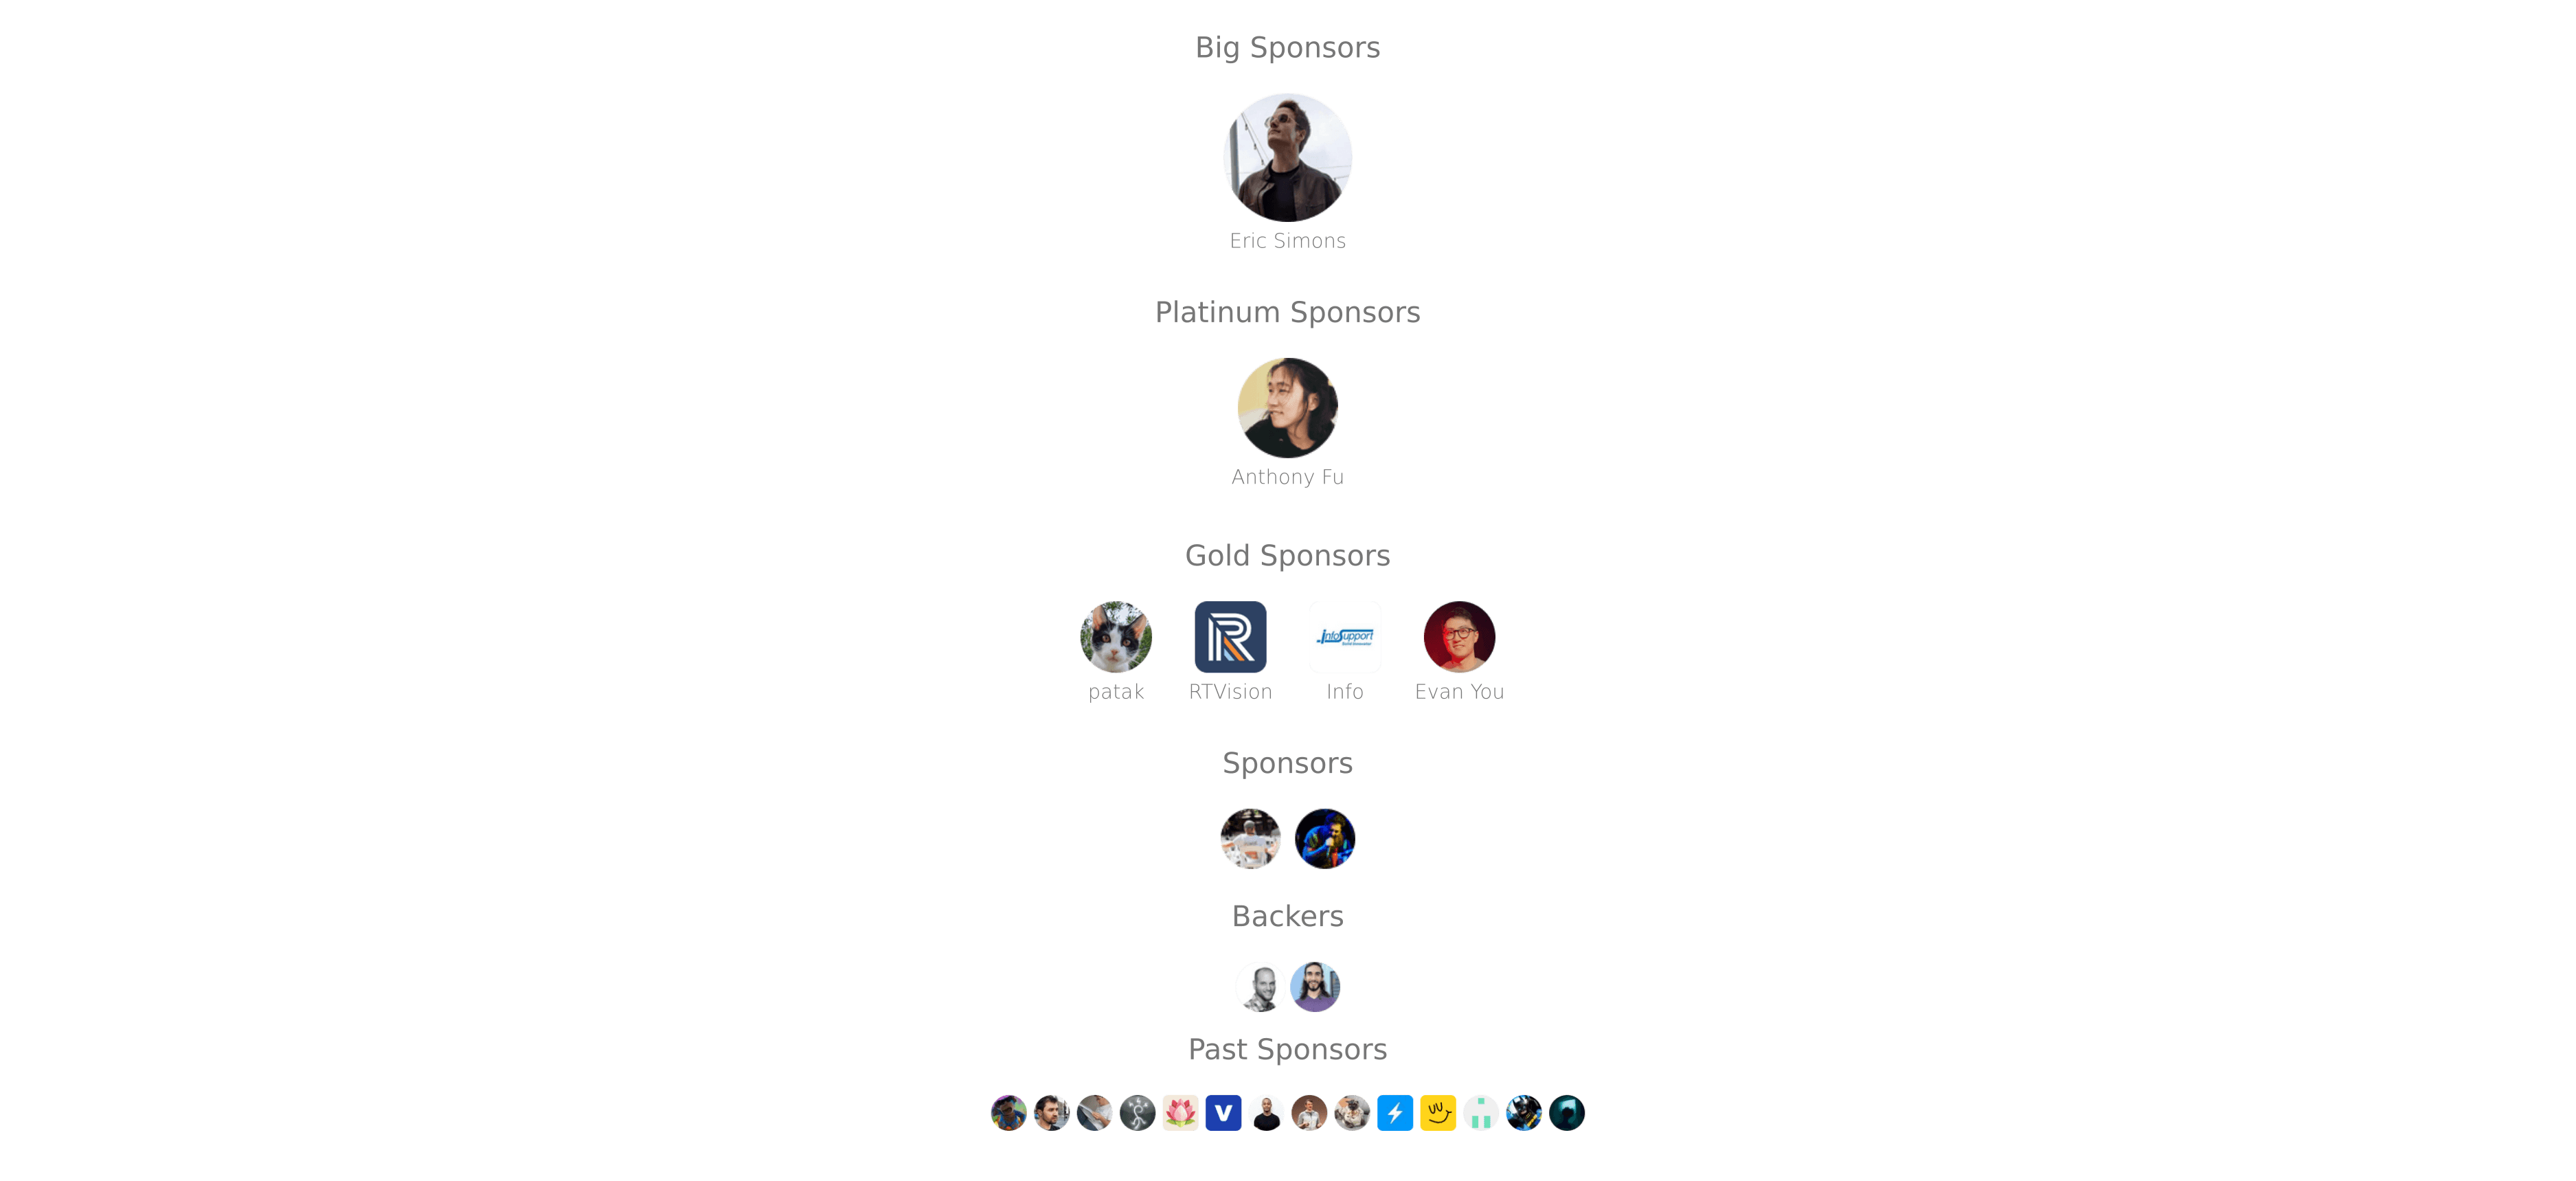 Big Sponsors
Eric Simons
Platinum Sponsors
Anthony Fu
Gold Sponsors
R
infoSupport
patak
RTVision
Info
Evan You
Sponsors
Backers
Past Sponsors
V